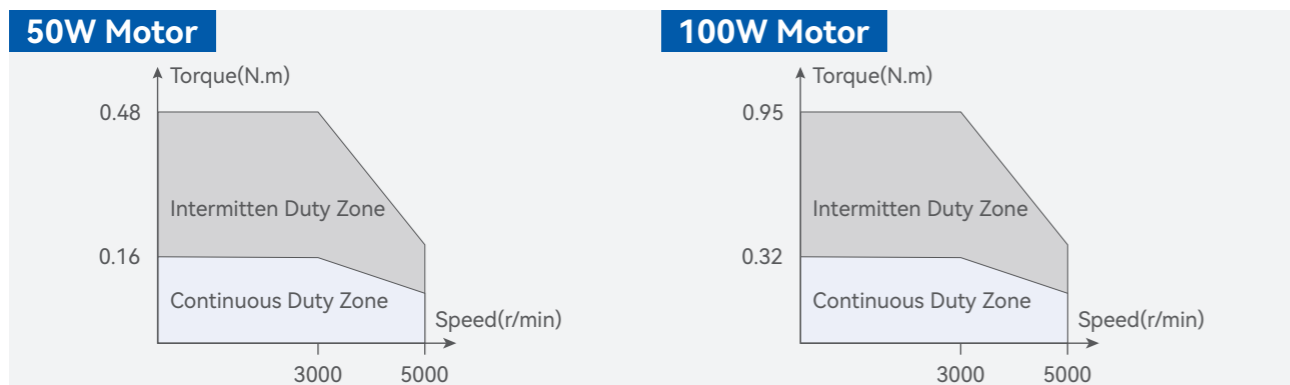 50W Motor
Torque(N.m)
0.48
Intermitten Duty Zone
0.16
Continuous Duty Zone
Speed(r/min)
3000 5000
100W Motor
Torque(N.m)
0.95
Intermitten Duty Zone
0.32
Continuous Duty Zone
Speed(r/min)
3000 5000